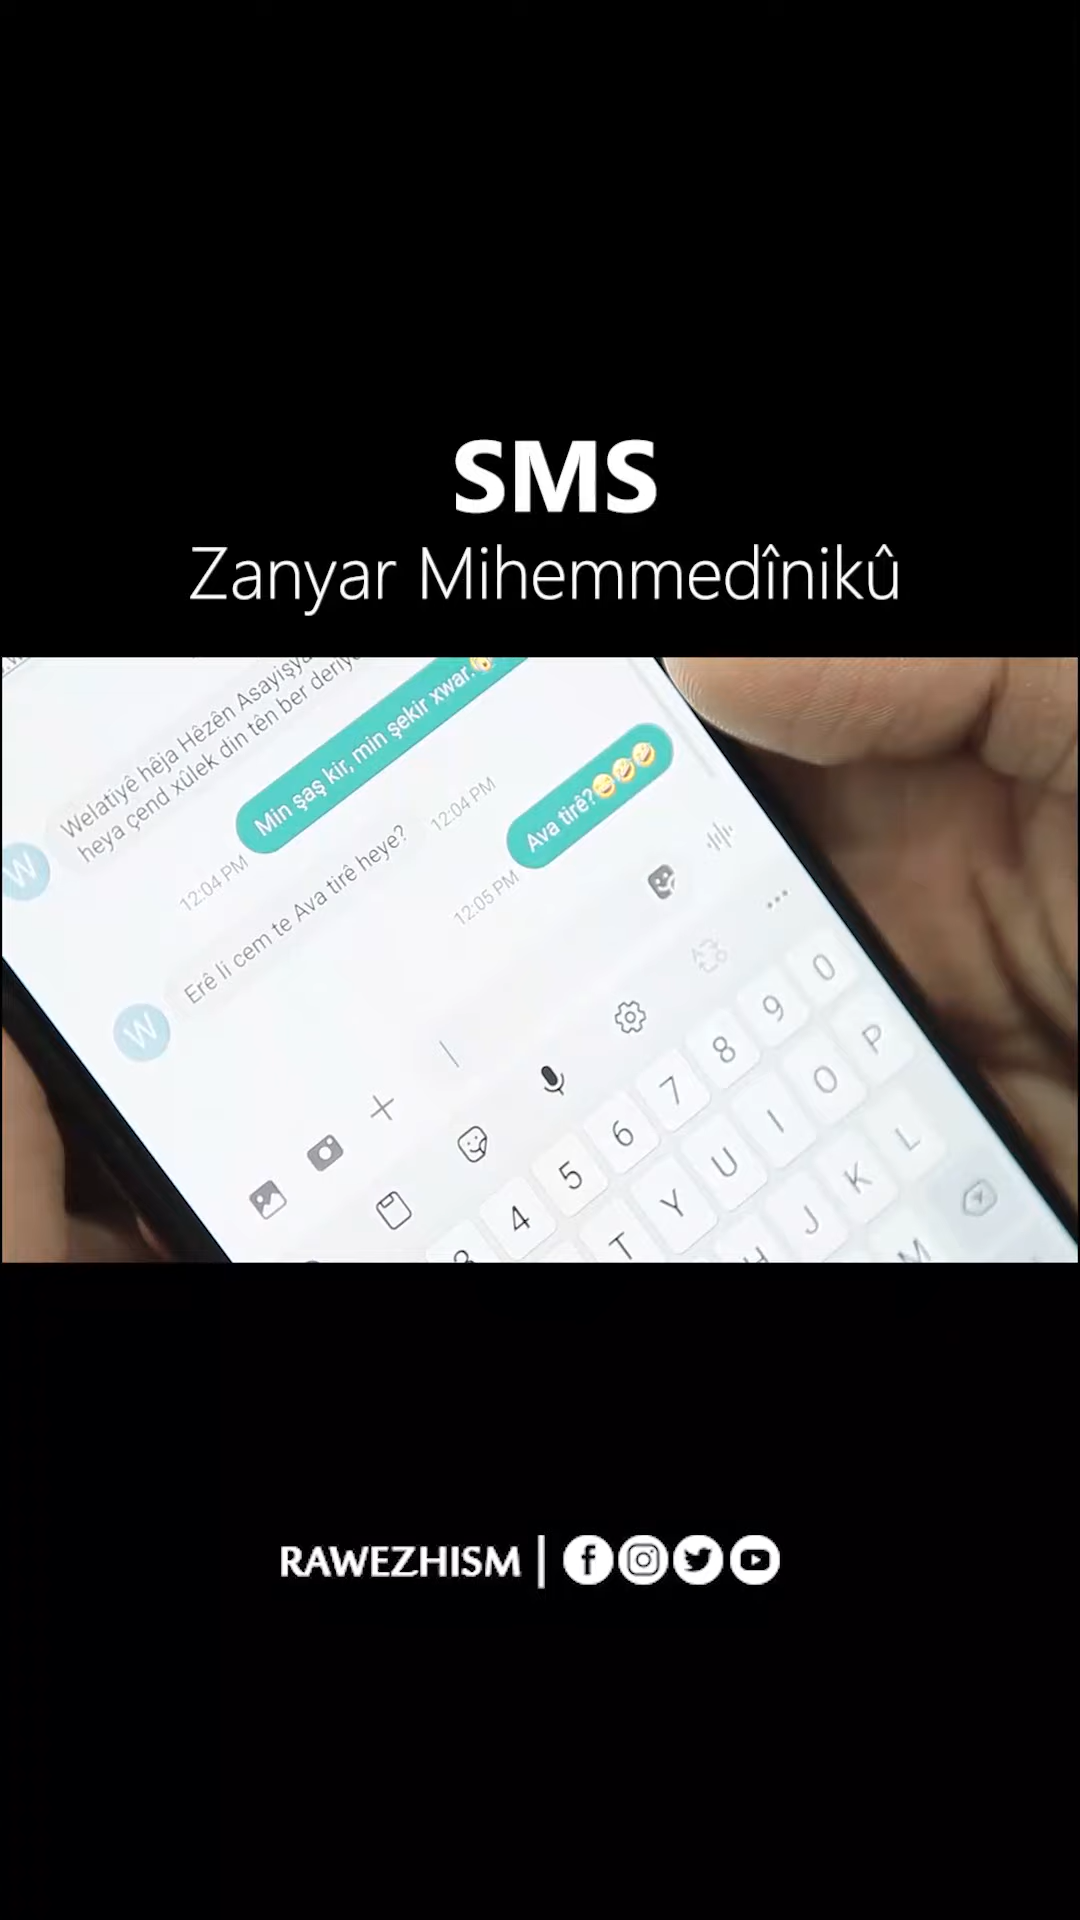 SMS
Zanyar Mihemmedînikû
Welatiyê hêja Hêzên Asayişya
heya çend xûlek din tên ber deriyê
Min şaş kir, min şekir xwar.
12:04 PM
Erê li cem te Ava tirê heye?
12:04 PM
Ava tirê?🤣🤣🤣
12:05 PM
W
W
4 5 6 7 8 9 0
T Y U I O P
H J K L
M
RAWEZHISM